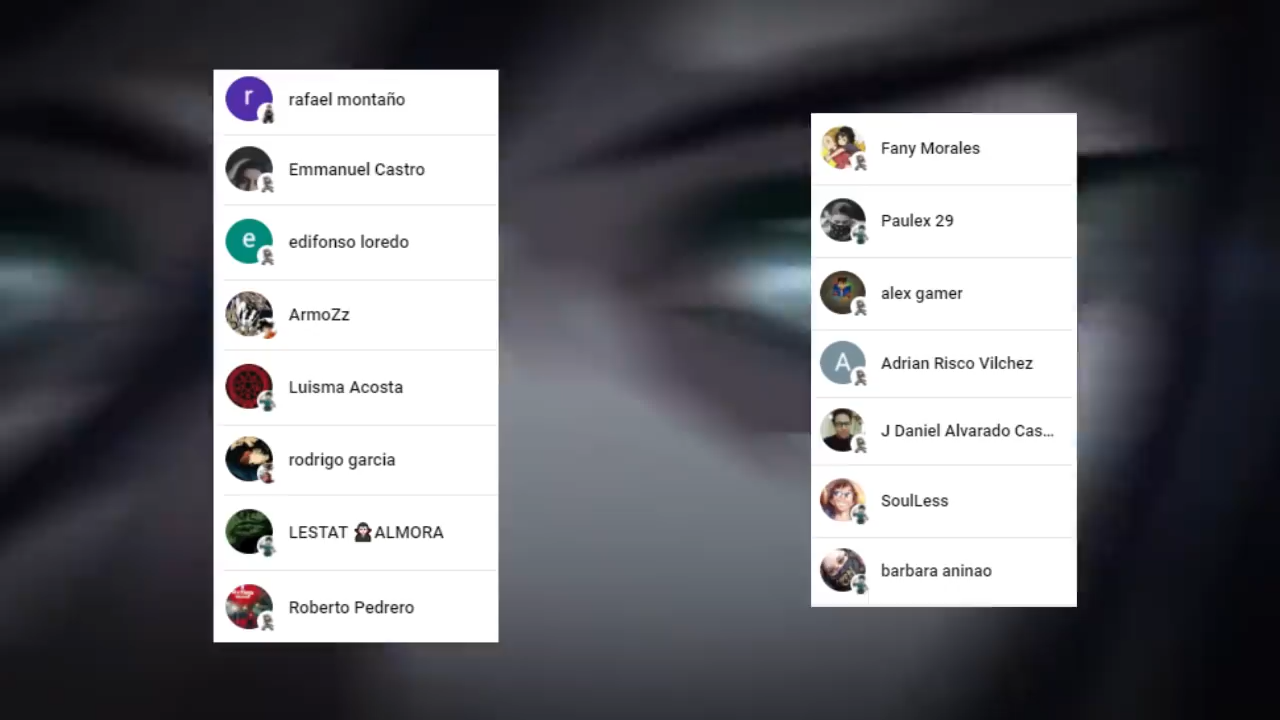 r
rafael montaño
Emmanuel Castro
e
edifonso loredo
ArmoZz
Luisma Acosta
rodrigo garcia
LESTAT 🧛🏻ALMORA
Roberto Pedrero
Fany Morales
Paulex 29
alex gamer
A
Adrian Risco Vilchez
J Daniel Alvarado Cas...
SoulLess
barbara aninao